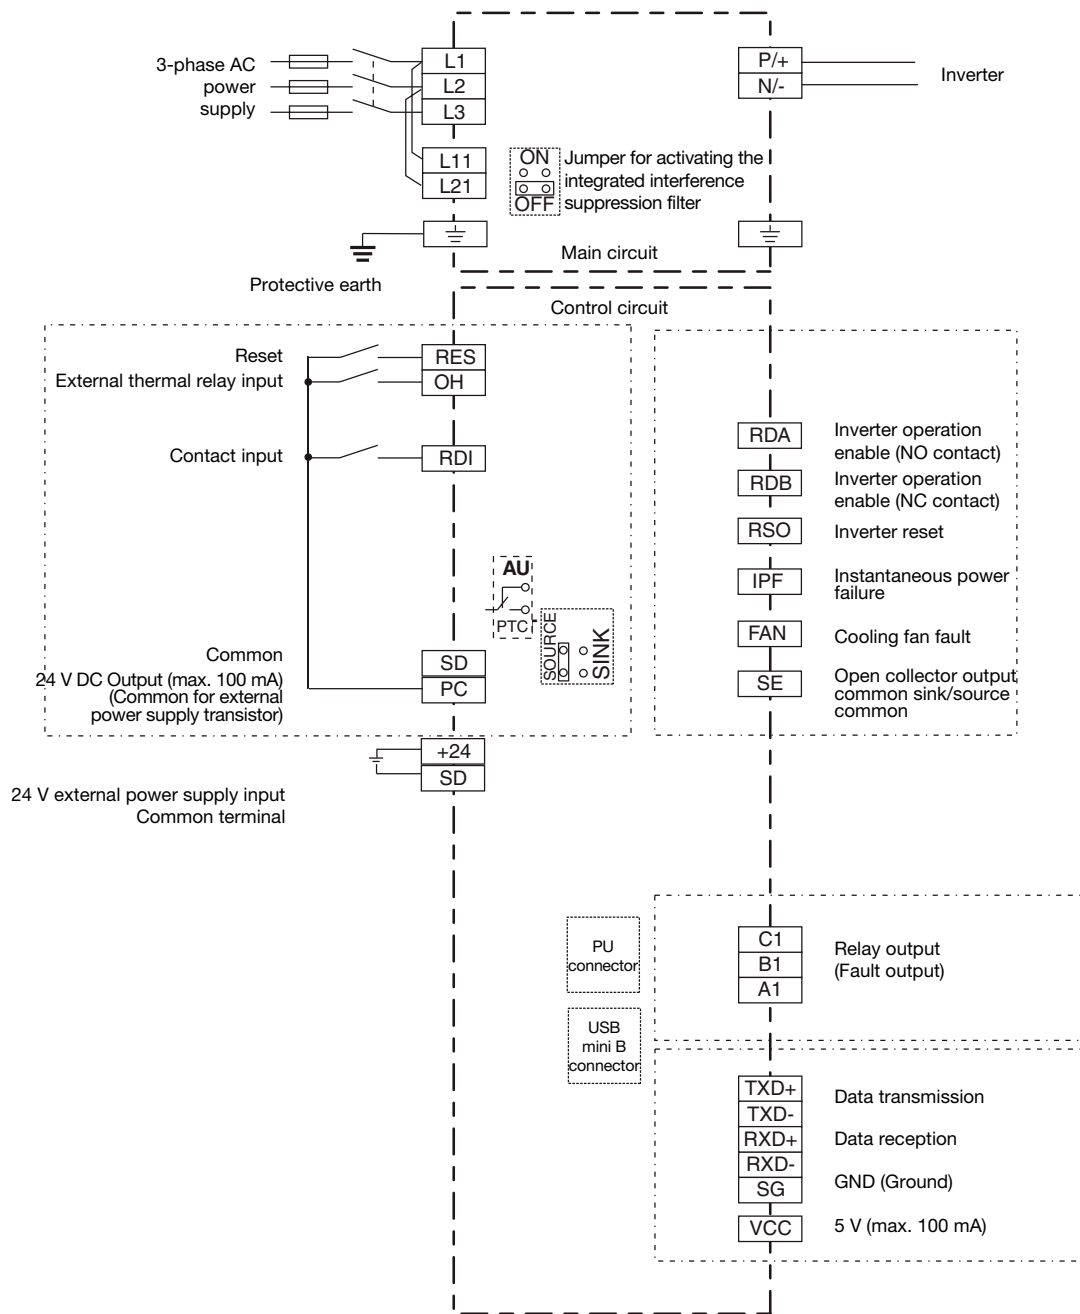 3-phase AC
power
supply
L1
L2
L3
L11
L21
P/+
N/-
Inverter
ON
OFF
Jumper for activating the
integrated interference
suppression filter
Main circuit
Protective earth
Control circuit
Reset
RES
External thermal relay input
OH
Contact input
RDI
AU
PTC
SOURCE
SINK
Common
SD
24 V DC Output (max. 100 mA)
(Common for external
power supply transistor)
PC
+24
SD
24 V external power supply input
Common terminal
RDA
Inverter operation
enable (NO contact)
RDB
Inverter operation
enable (NC contact)
RSO
Inverter reset
IPF
Instantaneous power
failure
FAN
Cooling fan fault
SE
Open collector output
common sink/source
common
PU
connector
USB
mini B
connector
C1
B1
A1
Relay output
(Fault output)
TXD+
TXD-
Data transmission
RXD+
RXD-
Data reception
SG
GND (Ground)
VCC
5 V (max. 100 mA)